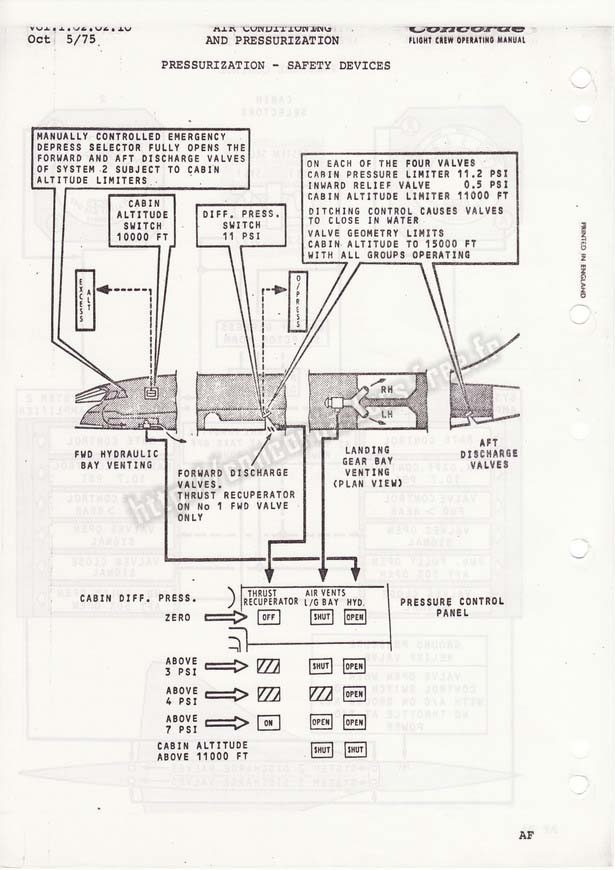 Vol.1.02.02.10
Oct 5/75
AIR CONDITIONING
AND PRESSURIZATION
Concorde
FLIGHT CREW OPERATING MANUAL
PRESSURIZATION - SAFETY DEVICES
MANUALLY CONTROLLED EMERGENCY
DEPRESS SELECTOR FULLY OPENS THE
FORWARD AND AFT DISCHARGE VALVES
OF SYSTEM 2 SUBJECT TO CABIN
ALTITUDE LIMITERS
CABIN
ALTITUDE
SWITCH
10000 FT
DIFF. PRESS.
SWITCH
11 PSI
ON EACH OF THE FOUR VALVES
CABIN PRESSURE LIMITER 11.2 PSI
INWARD RELIEF VALVE 0.5 PSI
CABIN ALTITUDE LIMITER 11000 FT
DITCHING CONTROL CAUSES VALVES
TO CLOSE IN WATER
VALVE GEOMETRY LIMITS
CABIN ALTITUDE TO 15000 FT
WITH ALL GROUPS OPERATING
PRINTED IN ENGLAND
EXCESS
ALT
O/PRESS
RH
LH
FWD HYDRAULIC
BAY VENTING
FORWARD DISCHARGE
VALVES.
THRUST RECUPERATOR
ON No 1 FWD VALVE
ONLY
LANDING
GEAR BAY
VENTING
(PLAN VIEW)
AFT
DISCHARGE
VALVES
CABIN DIFF. PRESS.
THRUST
RECUPERATOR
AIR VENTS
L/G BAY HYD.
PRESSURE CONTROL
PANEL
ZERO
OFF
SHUT
OPEN
ABOVE
3 PSI
SHUT
OPEN
ABOVE
4 PSI
OPEN
ABOVE
7 PSI
ON
OPEN
OPEN
CABIN ALTITUDE
ABOVE 11000 FT
SHUT
SHUT
AF